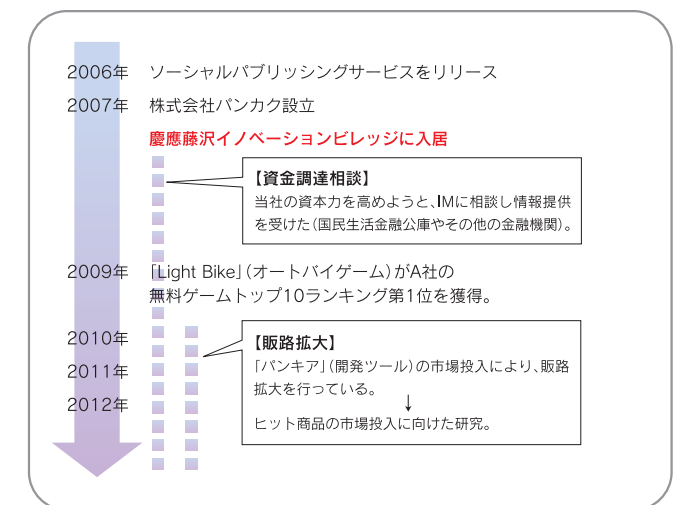 2006年 ソーシャルパブリッシングサービスをリリース
2007年 株式会社パンカク設立
慶應藤沢イノベーションビレッジに入居
【資金調達相談】
当社の資本力を高めようと、IMに相談し情報提供
を受けた(国民生活金融公庫やその他の金融機関)。
2009年 「Light Bike」(オートバイゲーム)がA社の
無料ゲームトップ10ランキング第1位を獲得。
2010年
【販路拡大】
「パンキア」(開発ツール)の市場投入により、販路
2011年
拡大を行っている。
2012年
↓
ヒット商品の市場投入に向けた研究。